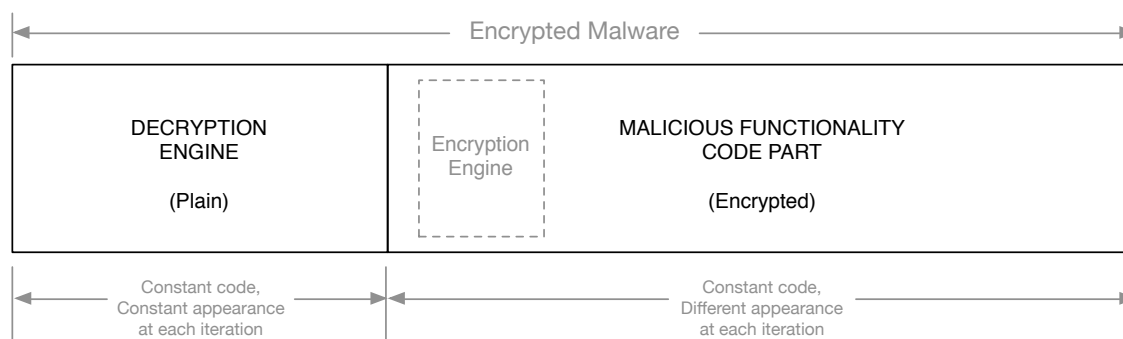 Encrypted Malware
DECRYPTION
ENGINE
(Plain)
Encryption
Engine
MALICIOUS FUNCTIONALITY
CODE PART
(Encrypted)
Constant code,
Constant appearance
at each iteration
Constant code,
Different appearance
at each iteration